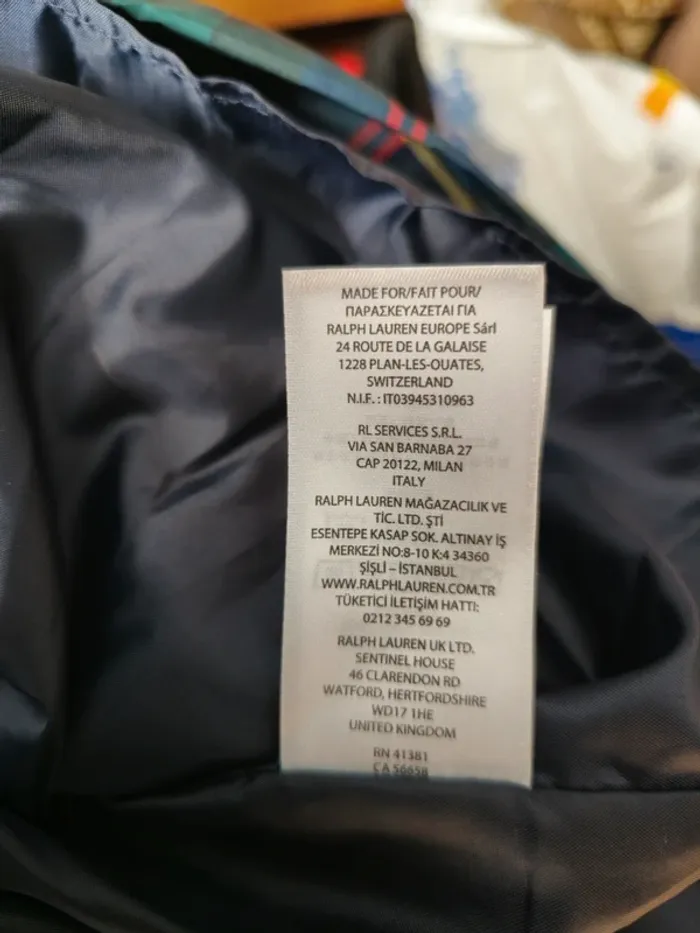 MADE FOR/FAIT POUR/
ΠΑΡΑΣΚΕΥΑΖΕΤΑΙ ΓΙΑ
RALPH LAUREN EUROPE Sárl
24 ROUTE DE LA GALAISE
1228 PLAN-LES-OUATES,
SWITZERLAND
N.I.F. : IT03945310963
RL SERVICES S.R.L.
VIA SAN BARNABA 27
CAP 20122, MILAN
ITALY
RALPH LAUREN MAĞAZACILIK VE
TİC. LTD. ŞTİ
ESENTEPE KASAP SOK. ALTINAY İŞ
MERKEZİ NO:8-10 K:4 34360
ŞİŞLİ – İSTANBUL
WWW.RALPHLAUREN.COM.TR
TÜKETİCİ İLETİŞİM HATTI:
0212 345 69 69
RALPH LAUREN UK LTD.
SENTINEL HOUSE
46 CLARENDON RD
WATFORD, HERTFORDSHIRE
WD17 1HE
UNITED KINGDOM
RN 41381
CA 56658